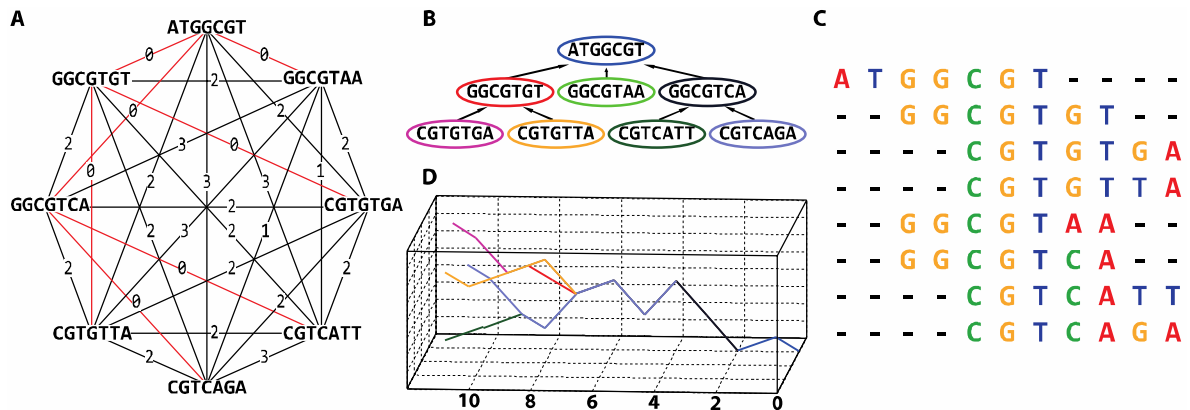 A
ATGGCGT
0 0
GGCGTGT 2 GGCGTAA
0 2
2 3 0 2
0 1
2 3 3
GGCGTCA 2 CGTGTGA
2 3 2 1
2 0 2 2
2 0 2
CGTGTTA 2 CGTCATT
2 3
CGTCAGA
B
ATGGCGT
GGCGTGT GGCGTAA GGCGTCA
CGTGTGA CGTGTTA CGTCATT CGTCAGA
D
10 8 6 4 2 0
C
A T G G C G T - - - -
- - G G C G T G T - -
- - - - C G T G T G A
- - - - C G T G T T A
- - G G C G T A A - -
- - G G C G T C A - -
- - - - C G T C A T T
- - - - C G T C A G A